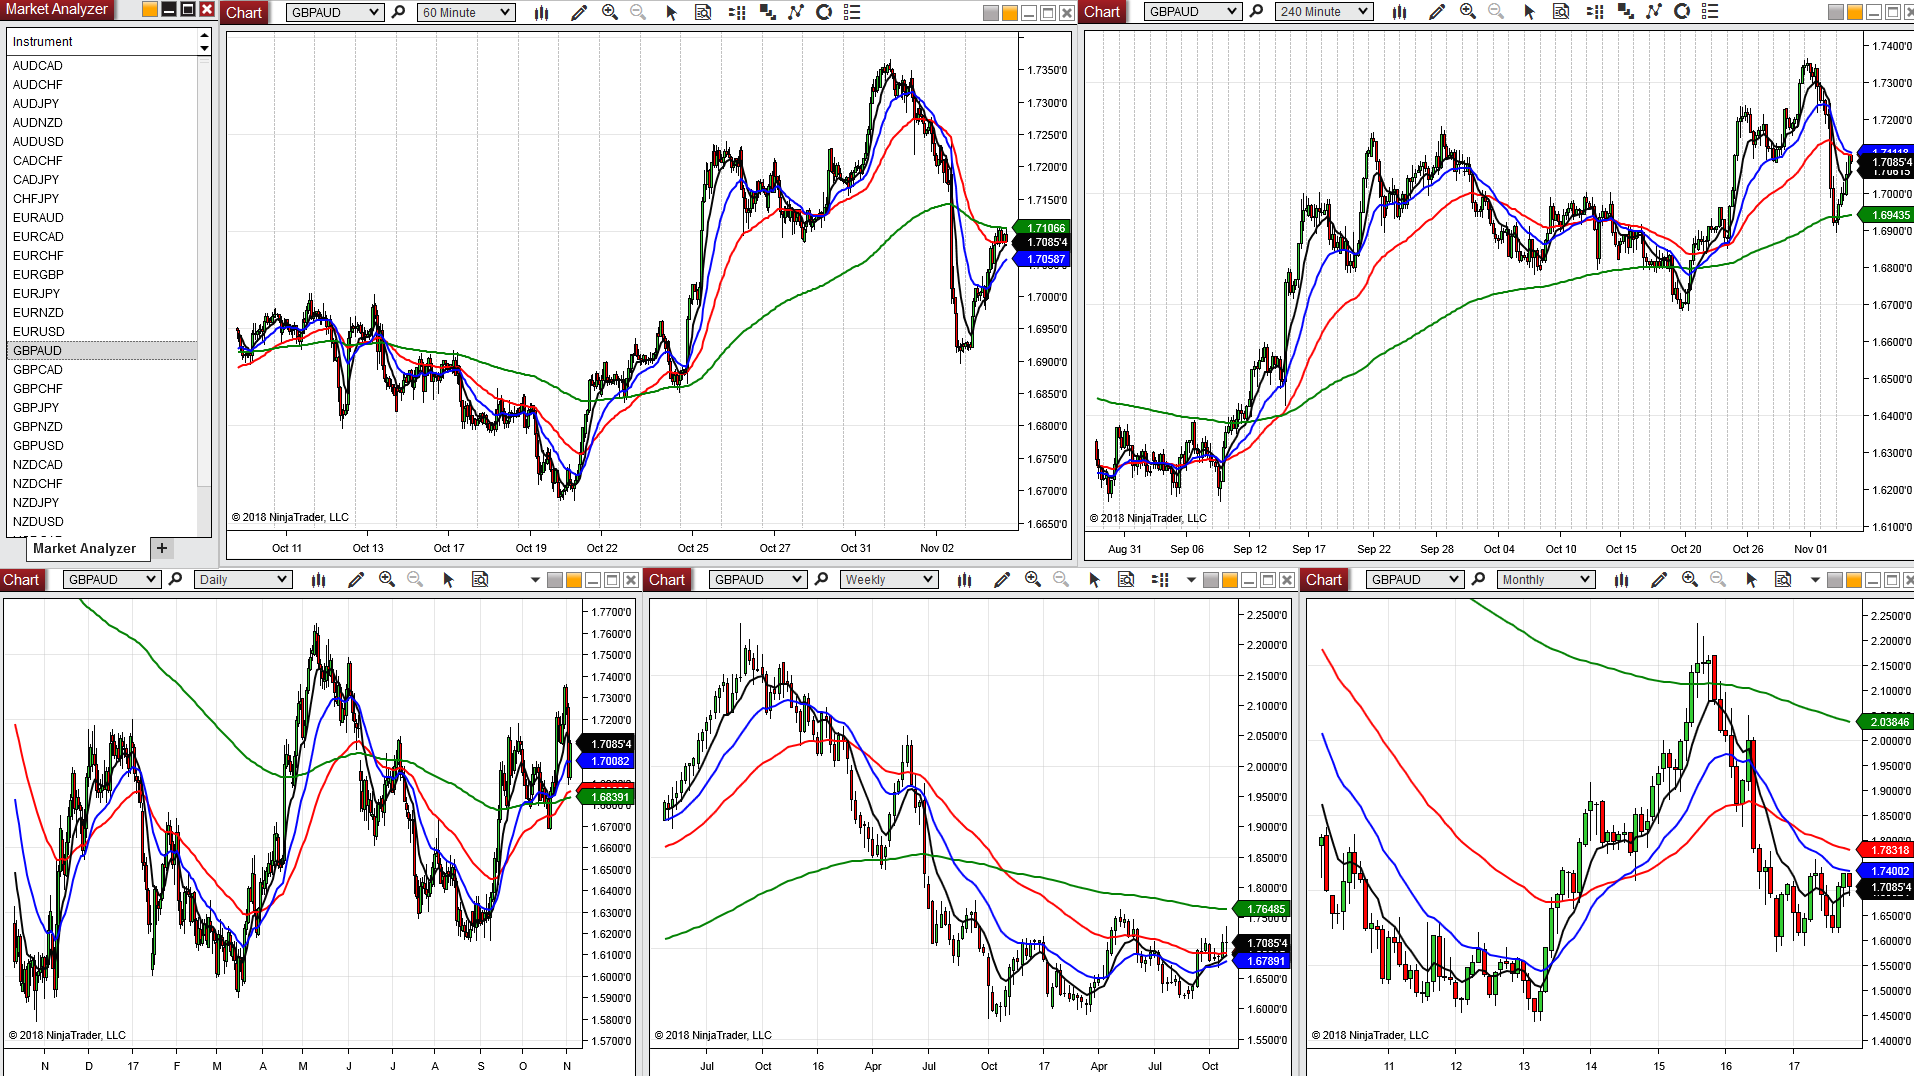 Market Analyzer
Instrument
AUDCAD
AUDCHF
AUDJPY
AUDNZD
AUDUSD
CADCHF
CADJPY
CHFJPY
EURAUD
EURCAD
EURCHF
EURGBP
EURJPY
EURNZD
EURUSD
GBPAUD
GBPCAD
GBPCHF
GBPJPY
GBPNZD
GBPUSD
NZDCAD
NZDCHF
NZDJPY
NZDUSD
Market Analyzer +
Chart GBPAUD 60 Minute
1.7350'0
1.7300'0
1.7250'0
1.7200'0
1.7150'0
1.71066
1.7085'4
1.70587
1.7000'0
1.6950'0
1.6900'0
1.6850'0
1.6800'0
1.6750'0
1.6700'0
1.6650'0
© 2018 NinjaTrader, LLC
Oct 11 Oct 13 Oct 17 Oct 19 Oct 22 Oct 25 Oct 27 Oct 31 Nov 02
Chart GBPAUD 240 Minute
1.7400'0
1.7300'0
1.7200'0
1.7085'4
1.7000'0
1.69435
1.6900'0
1.6800'0
1.6700'0
1.6600'0
1.6500'0
1.6400'0
1.6300'0
1.6200'0
1.6100'0
© 2018 NinjaTrader, LLC
Aug 31 Sep 06 Sep 12 Sep 17 Sep 22 Sep 28 Oct 04 Oct 10 Oct 15 Oct 20 Oct 26 Nov 01
Chart GBPAUD Daily
1.7700'0
1.7600'0
1.7500'0
1.7400'0
1.7300'0
1.7200'0
1.7085'4
1.70082
1.68391
1.6700'0
1.6600'0
1.6500'0
1.6400'0
1.6300'0
1.6200'0
1.6100'0
1.6000'0
1.5900'0
1.5800'0
1.5700'0
© 2018 NinjaTrader, LLC
N D 17 F M A M J J A S O N
Chart GBPAUD Weekly
2.2500'0
2.2000'0
2.1500'0
2.1000'0
2.0500'0
2.0000'0
1.9500'0
1.9000'0
1.8500'0
1.8000'0
1.76485
1.7085'4
1.67891
1.6500'0
1.6000'0
1.5500'0
© 2018 NinjaTrader, LLC
Jul Oct 16 Apr Jul Oct 17 Apr Jul Oct
Chart GBPAUD Monthly
2.2500'0
2.2000'0
2.1500'0
2.1000'0
2.03846
2.0000'0
1.9500'0
1.9000'0
1.8500'0
1.78318
1.74002
1.7085'4
1.6500'0
1.6000'0
1.5500'0
1.5000'0
1.4500'0
1.4000'0
© 2018 NinjaTrader, LLC
11 12 13 14 15 16 17